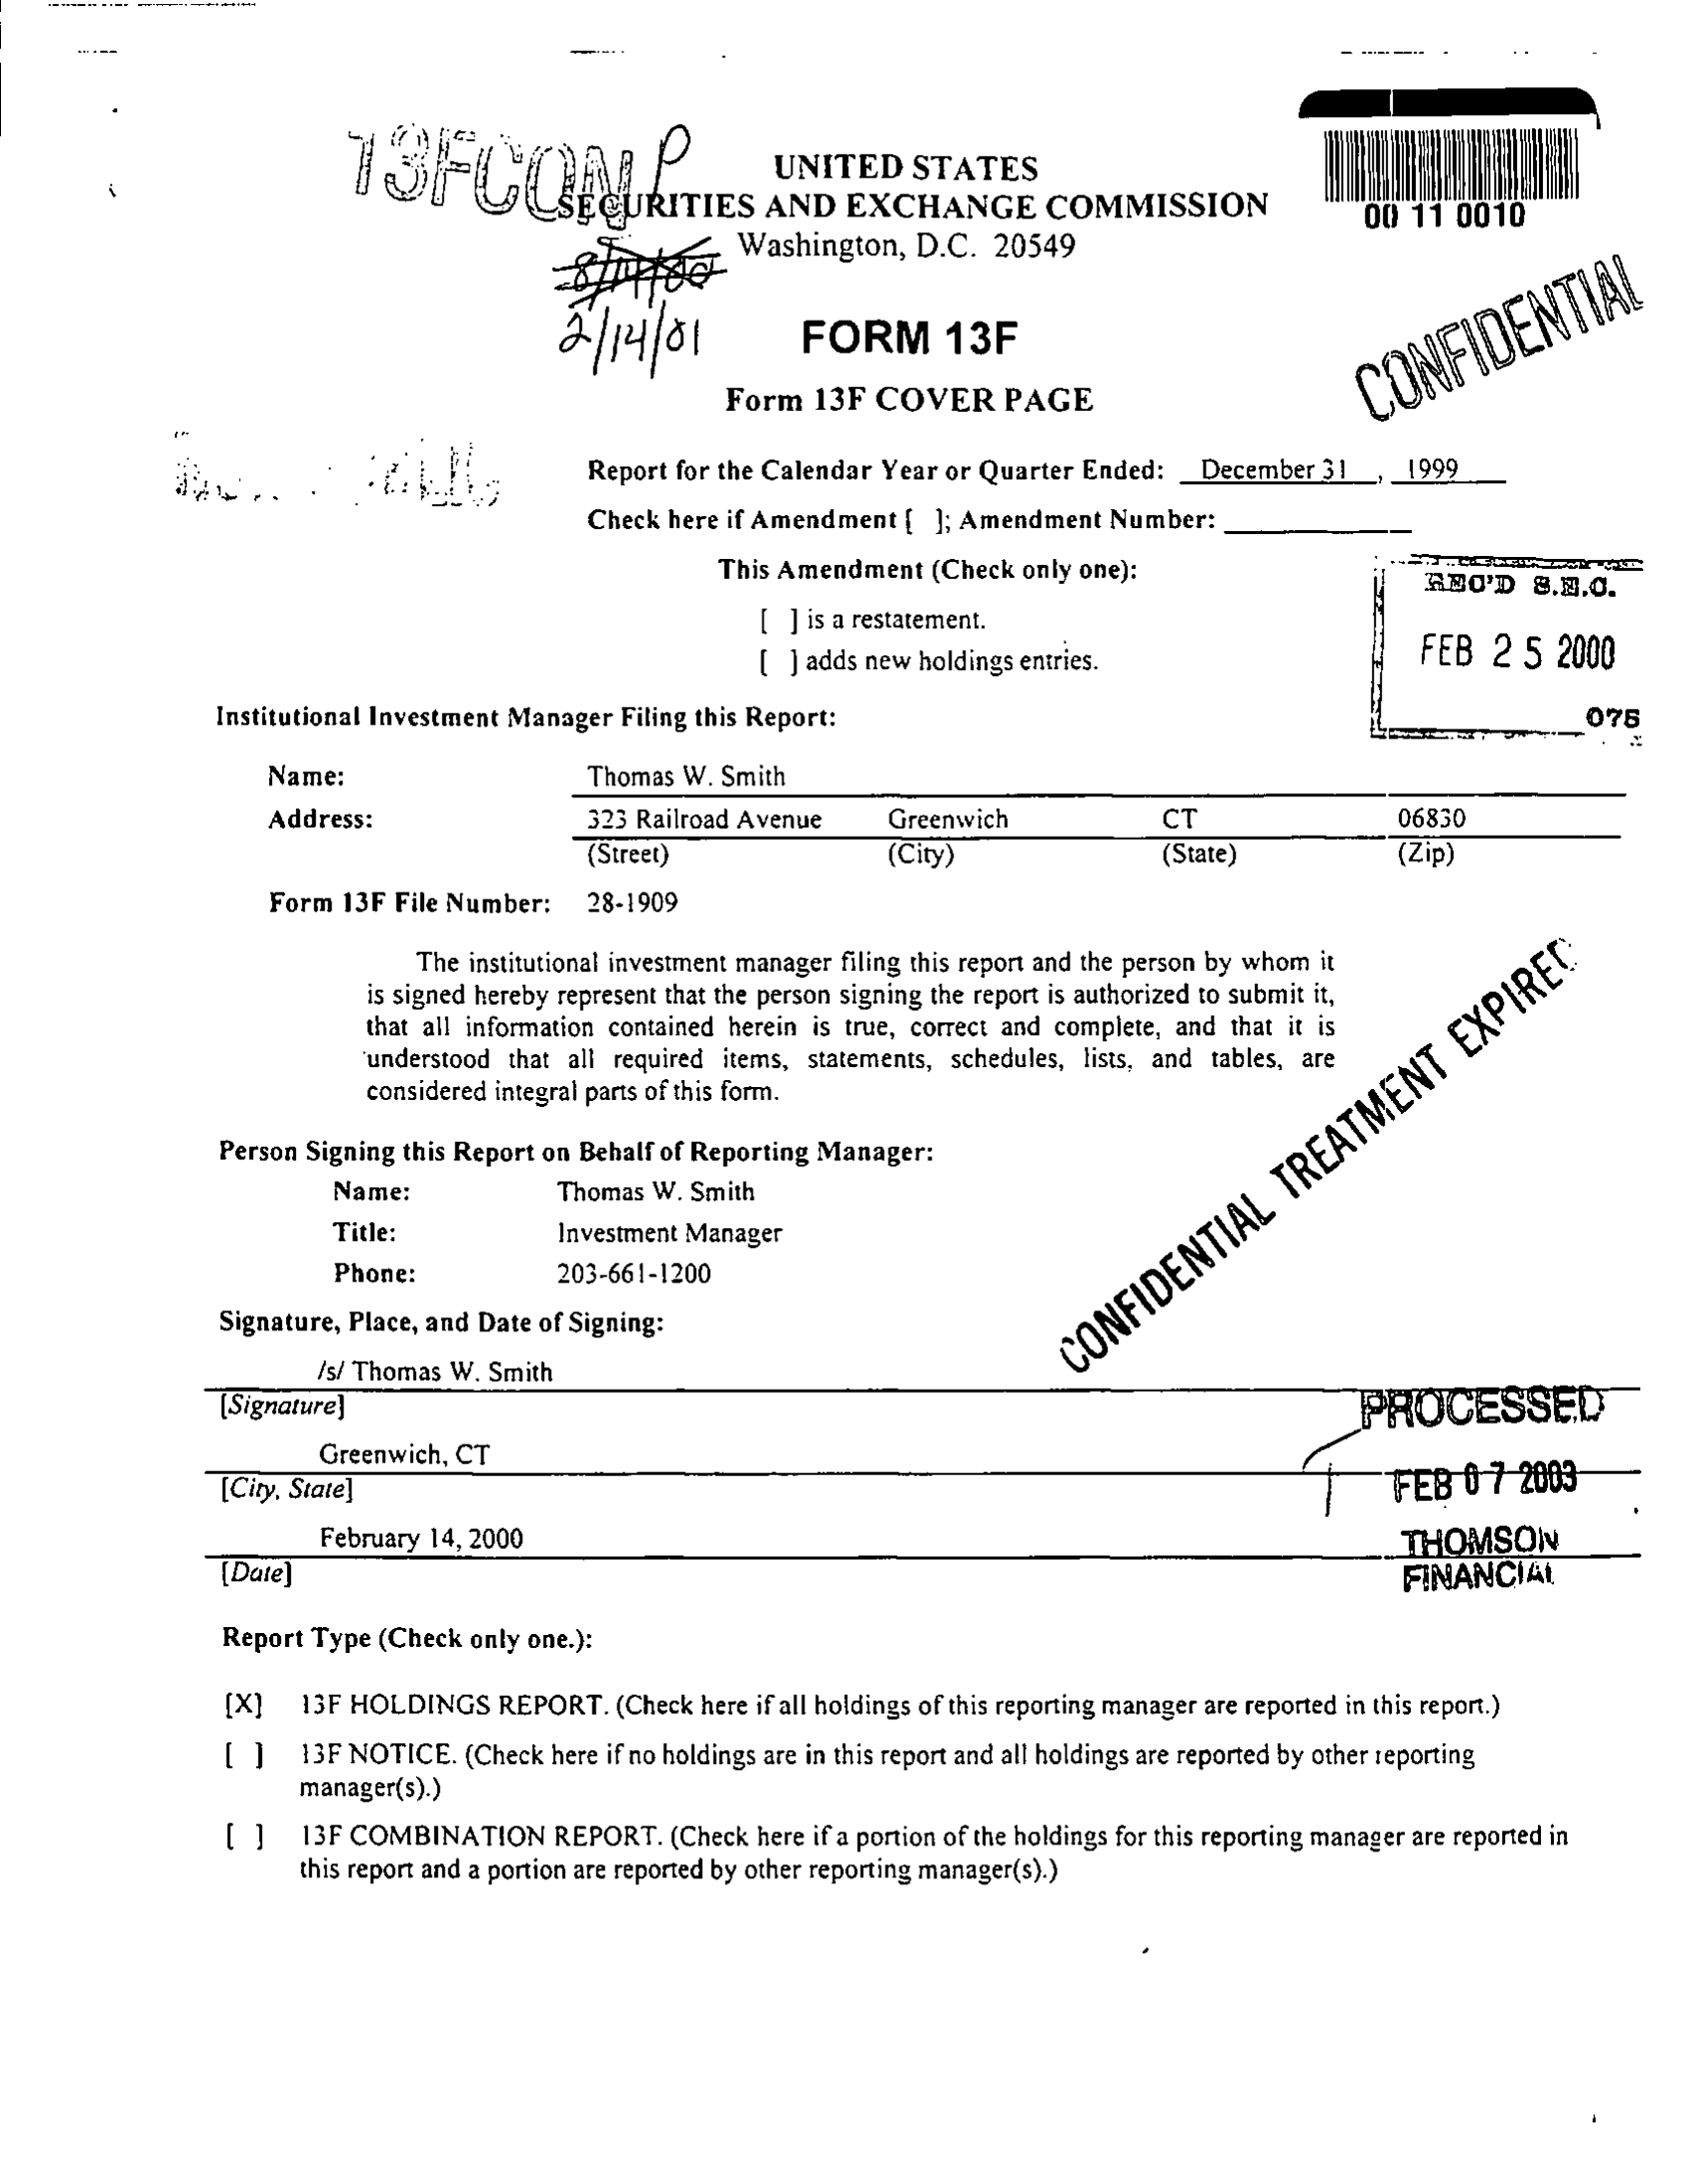 13FCONP
UNITED STATES
SECURITIES AND EXCHANGE COMMISSION
Washington, D.C. 20549
00 11 0010
8/14/00
2/14/01
CONFIDENTIAL
FORM 13F
Form 13F COVER PAGE
Report for the Calendar Year or Quarter Ended: December 31, 1999
Check here if Amendment [ ]; Amendment Number:
This Amendment (Check only one):
[ ] is a restatement.
[ ] adds new holdings entries.
REC'D S.E.C.
FEB 25 2000
075
Institutional Investment Manager Filing this Report:
Name: Thomas W. Smith
Address: 323 Railroad Avenue Greenwich CT 06830
(Street) (City) (State) (Zip)
Form 13F File Number: 28-1909
The institutional investment manager filing this report and the person by whom it
is signed hereby represent that the person signing the report is authorized to submit it,
that all information contained herein is true, correct and complete, and that it is
understood that all required items, statements, schedules, lists, and tables, are
considered integral parts of this form.
CONFIDENTIAL TREATMENT EXPIRED
Person Signing this Report on Behalf of Reporting Manager:
Name: Thomas W. Smith
Title: Investment Manager
Phone: 203-661-1200
Signature, Place, and Date of Signing:
/s/ Thomas W. Smith
[Signature]
Greenwich, CT
[City, State]
February 14, 2000
[Date]
PROCESSED
FEB 07 2003
THOMSON
FINANCIAL
Report Type (Check only one.):
[X] 13F HOLDINGS REPORT. (Check here if all holdings of this reporting manager are reported in this report.)
[ ] 13F NOTICE. (Check here if no holdings are in this report and all holdings are reported by other reporting
manager(s).)
[ ] 13F COMBINATION REPORT. (Check here if a portion of the holdings for this reporting manager are reported in
this report and a portion are reported by other reporting manager(s).)